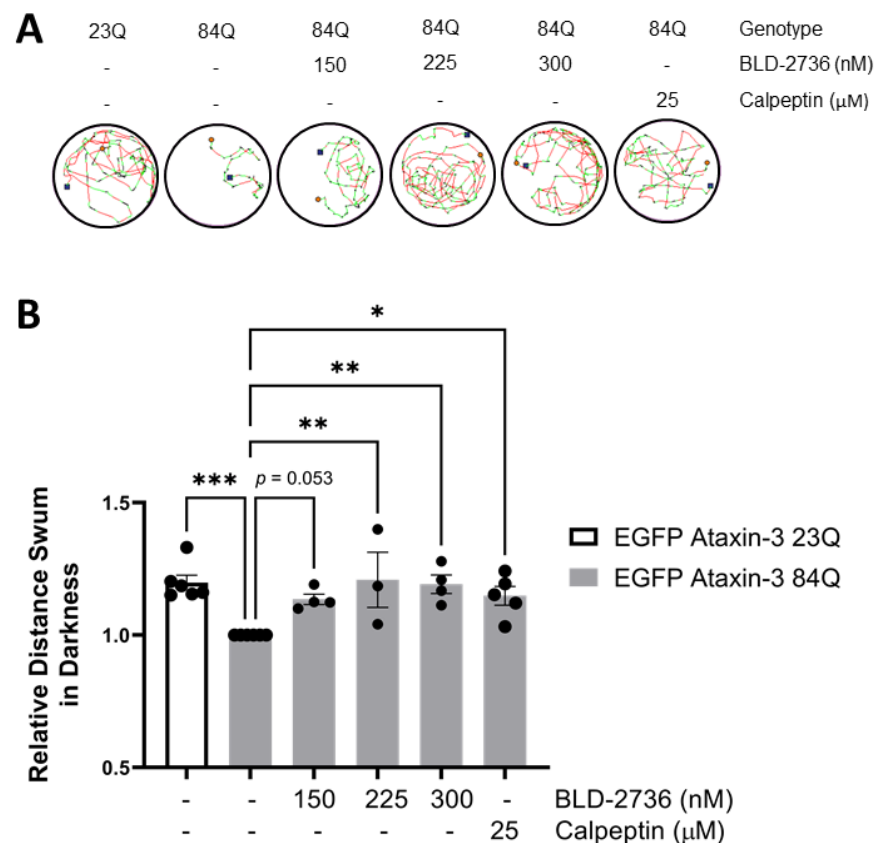 A
23Q 84Q 84Q 84Q 84Q 84Q Genotype
- - 150 225 300 - BLD-2736 (nM)
- - - - - 25 Calpeptin (μM)
B
*
**
**
*** p = 0.053
1.5
1.0
0.5
Relative Distance Swum
in Darkness
EGFP Ataxin-3 23Q
EGFP Ataxin-3 84Q
- - 150 225 300 - BLD-2736 (nM)
- - - - - 25 Calpeptin (μM)